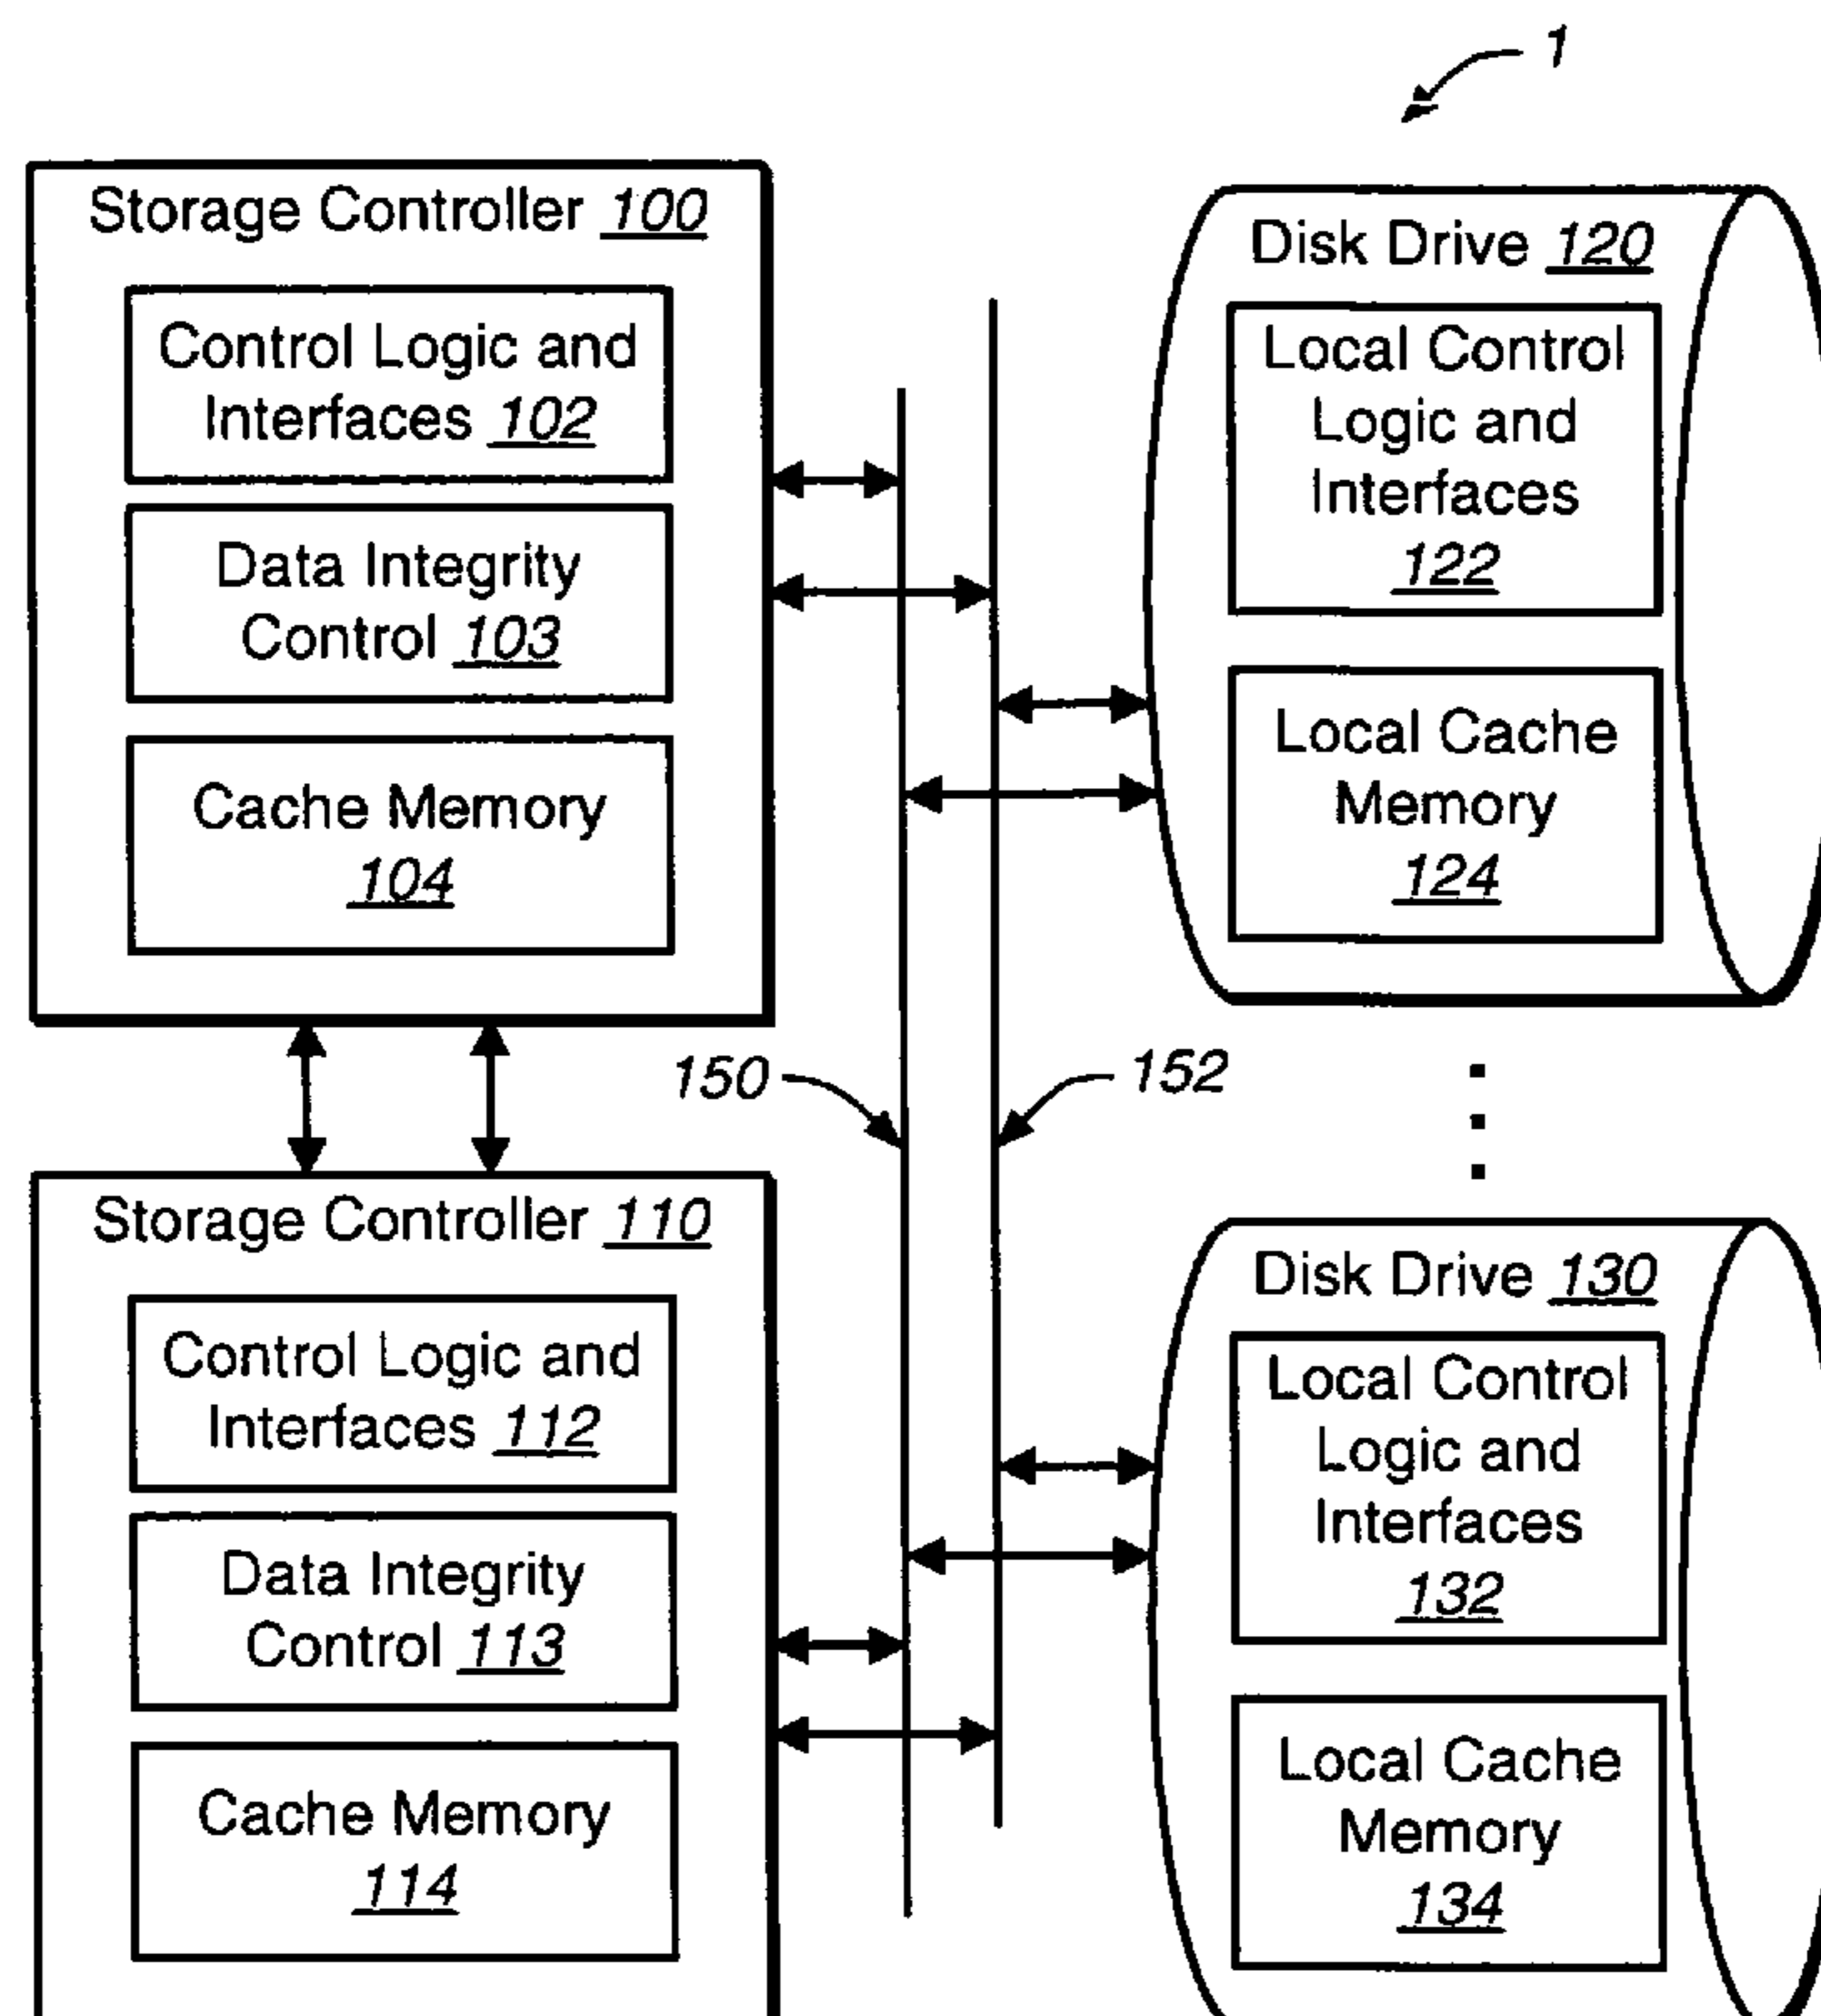 1
Storage Controller 100
Control Logic and
Interfaces 102
Data Integrity
Control 103
Cache Memory
104
Disk Drive 120
Local Control
Logic and
Interfaces
122
Local Cache
Memory
124
150
152
Storage Controller 110
Control Logic and
Interfaces 112
Data Integrity
Control 113
Cache Memory
114
Disk Drive 130
Local Control
Logic and
Interfaces
132
Local Cache
Memory
134